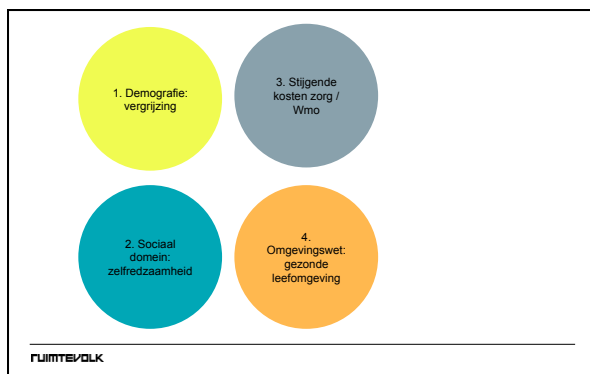 1. Demografie:
vergrijzing
2. Sociaal
domein:
zelfredzaamheid
3. Stijgende
kosten zorg /
Wmo
4.
Omgevingswet:
gezonde
leefomgeving
RUIMTEVOLK